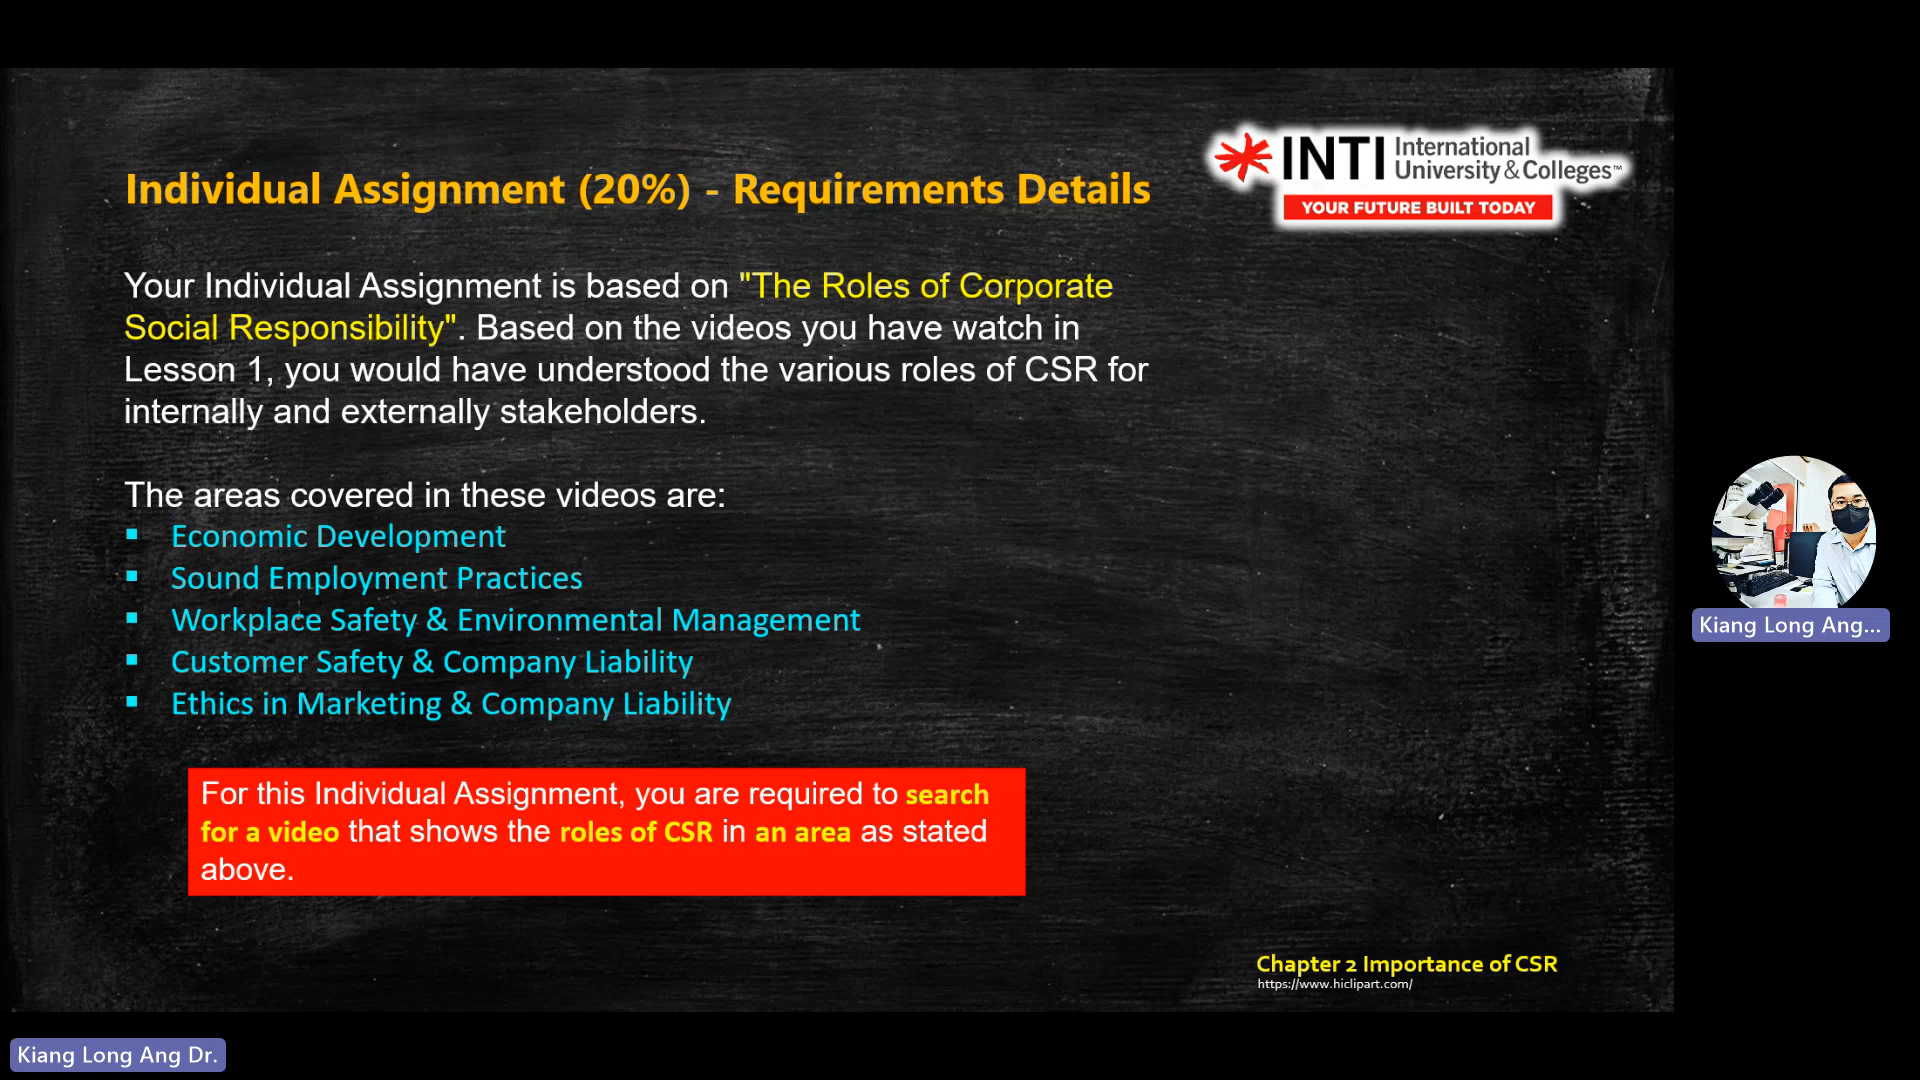 INTI International
University & Colleges™
YOUR FUTURE BUILT TODAY
Individual Assignment (20%) - Requirements Details
Your Individual Assignment is based on "The Roles of Corporate
Social Responsibility". Based on the videos you have watch in
Lesson 1, you would have understood the various roles of CSR for
internally and externally stakeholders.
The areas covered in these videos are:
▪ Economic Development
▪ Sound Employment Practices
▪ Workplace Safety & Environmental Management
▪ Customer Safety & Company Liability
▪ Ethics in Marketing & Company Liability
For this Individual Assignment, you are required to search
for a video that shows the roles of CSR in an area as stated
above.
Chapter 2 Importance of CSR
https://www.hiclipart.com/
Kiang Long Ang...
Kiang Long Ang Dr.